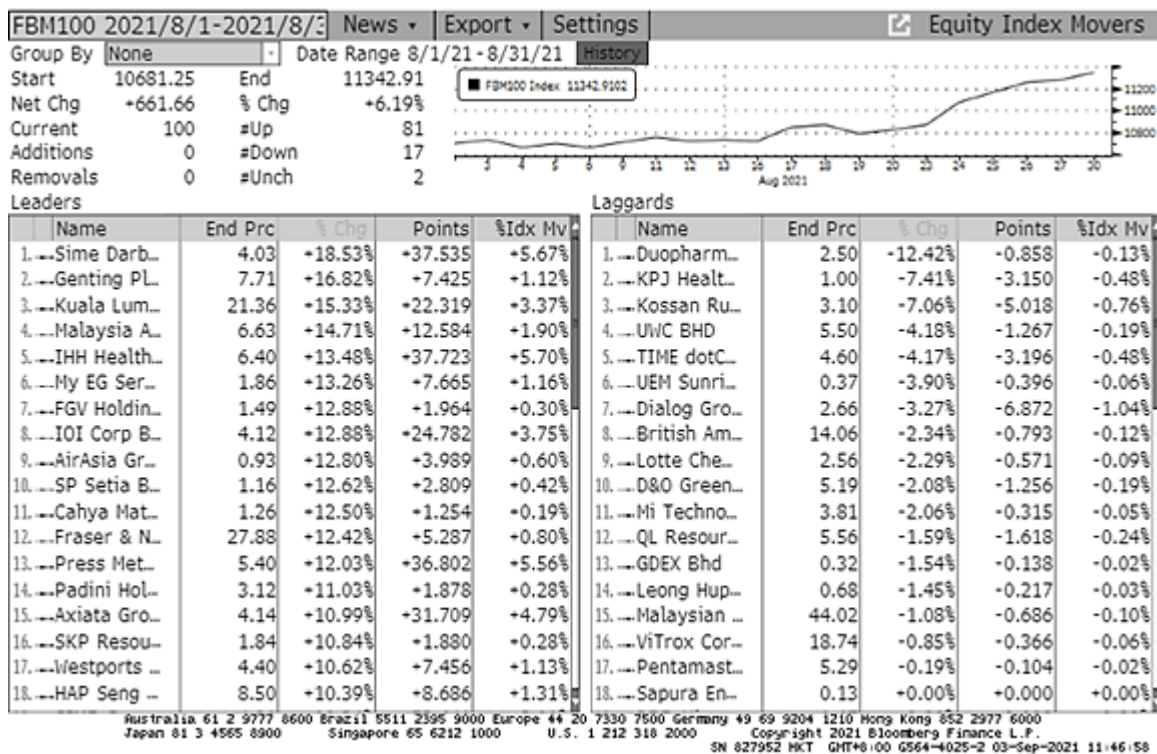 FBM100 2021/8/1-2021/8/3 News ▾ Export ▾ Settings Equity Index Movers
Group By None Date Range 8/1/21 - 8/31/21 History
Start 10681.25 End 11342.91
Net Chg +661.66 % Chg +6.19%
Current 100 #Up 81
Additions 0 #Down 17
Removals 0 #Unch 2
FBM100 Index 11342.9102
11200
11000
10800
3 4 5 6 9 11 12 13 16 17 18 19 20 23 24 25 26 27 30
Aug 2021
Leaders
Name End Prc % Chg Points %Idx Mv
1. Sime Darb… 4.03 +18.53% +37.535 +5.67%
2. Genting Pl… 7.71 +16.82% +7.425 +1.12%
3. Kuala Lum… 21.36 +15.33% +22.319 +3.37%
4. Malaysia A… 6.63 +14.71% +12.584 +1.90%
5. IHH Health… 6.40 +13.48% +37.723 +5.70%
6. My EG Ser… 1.86 +13.26% +7.665 +1.16%
7. FGV Holdin… 1.49 +12.88% +1.964 +0.30%
8. IOI Corp B… 4.12 +12.88% +24.782 +3.75%
9. AirAsia Gr… 0.93 +12.80% +3.989 +0.60%
10. SP Setia B… 1.16 +12.62% +2.809 +0.42%
11. Cahya Mat… 1.26 +12.50% +1.254 +0.19%
12. Fraser & N… 27.88 +12.42% +5.287 +0.80%
13. Press Met… 5.40 +12.03% +36.802 +5.56%
14. Padini Hol… 3.12 +11.03% +1.878 +0.28%
15. Axiata Gro… 4.14 +10.99% +31.709 +4.79%
16. SKP Resou… 1.84 +10.84% +1.880 +0.28%
17. Westports … 4.40 +10.62% +7.456 +1.13%
18. HAP Seng … 8.50 +10.39% +8.686 +1.31%
Laggards
Name End Prc % Chg Points %Idx Mv
1. Duopharm… 2.50 -12.42% -0.858 -0.13%
2. KPJ Healt… 1.00 -7.41% -3.150 -0.48%
3. Kossan Ru… 3.10 -7.06% -5.018 -0.76%
4. UWC BHD 5.50 -4.18% -1.267 -0.19%
5. TIME dotC… 4.60 -4.17% -3.196 -0.48%
6. UEM Sunri… 0.37 -3.90% -0.396 -0.06%
7. Dialog Gro… 2.66 -3.27% -6.872 -1.04%
8. British Am… 14.06 -2.34% -0.793 -0.12%
9. Lotte Che… 2.56 -2.29% -0.571 -0.09%
10. D&O Green… 5.19 -2.08% -1.256 -0.19%
11. Mi Techno… 3.81 -2.06% -0.315 -0.05%
12. QL Resour… 5.56 -1.59% -1.618 -0.24%
13. GDEX Bhd 0.32 -1.54% -0.138 -0.02%
14. Leong Hup… 0.68 -1.45% -0.217 -0.03%
15. Malaysian … 44.02 -1.08% -0.686 -0.10%
16. ViTrox Cor… 18.74 -0.85% -0.366 -0.06%
17. Pentamast… 5.29 -0.19% -0.104 -0.02%
18. Sapura En… 0.13 +0.00% +0.000 +0.00%
Australia 61 2 9777 8600 Brazil 5511 2395 9000 Europe 44 20 7330 7500 Germany 49 69 9204 1210 Hong Kong 852 2977 6000
Japan 81 3 4565 8900 Singapore 65 6212 1000 U.S. 1 212 318 2000 Copyright 2021 Bloomberg Finance L.P.
SN 827952 HKT GMT+8:00 G564-4025-2 03-Sep-2021 11:46:58